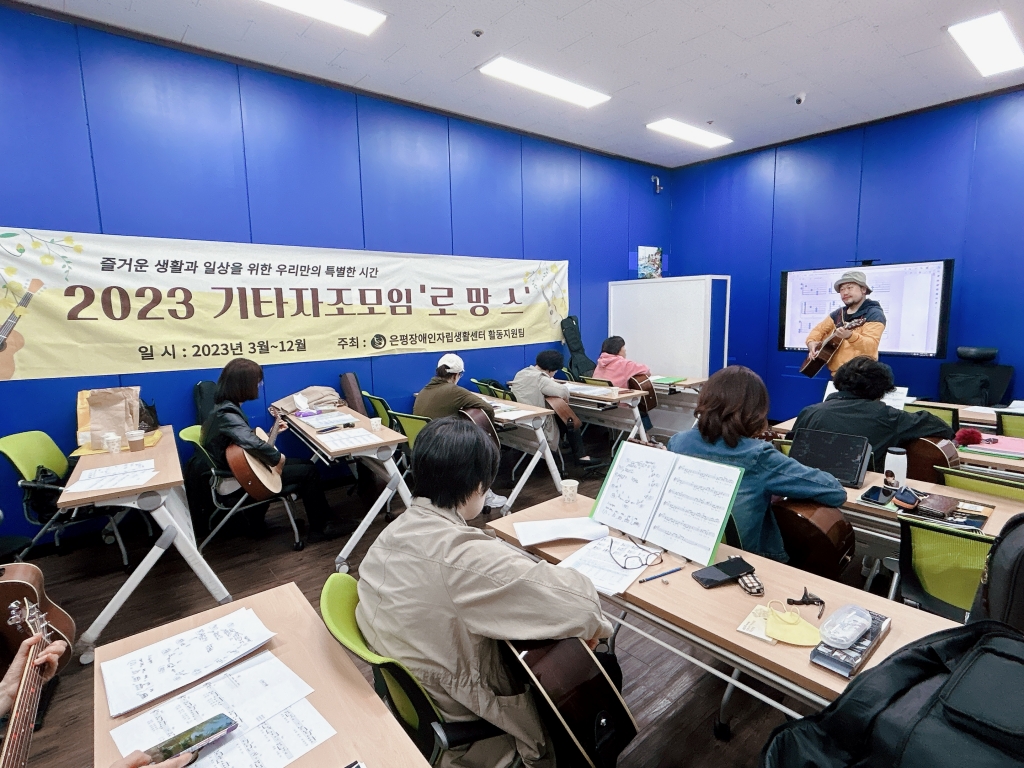 즐거운 생활과 일상을 위한 우리만의 특별한 시간
2023 기타자조모임 '로 망 스'
일 시 : 2023년 3월~12월 주최 : 은평장애인자립생활센터 활동지원팀